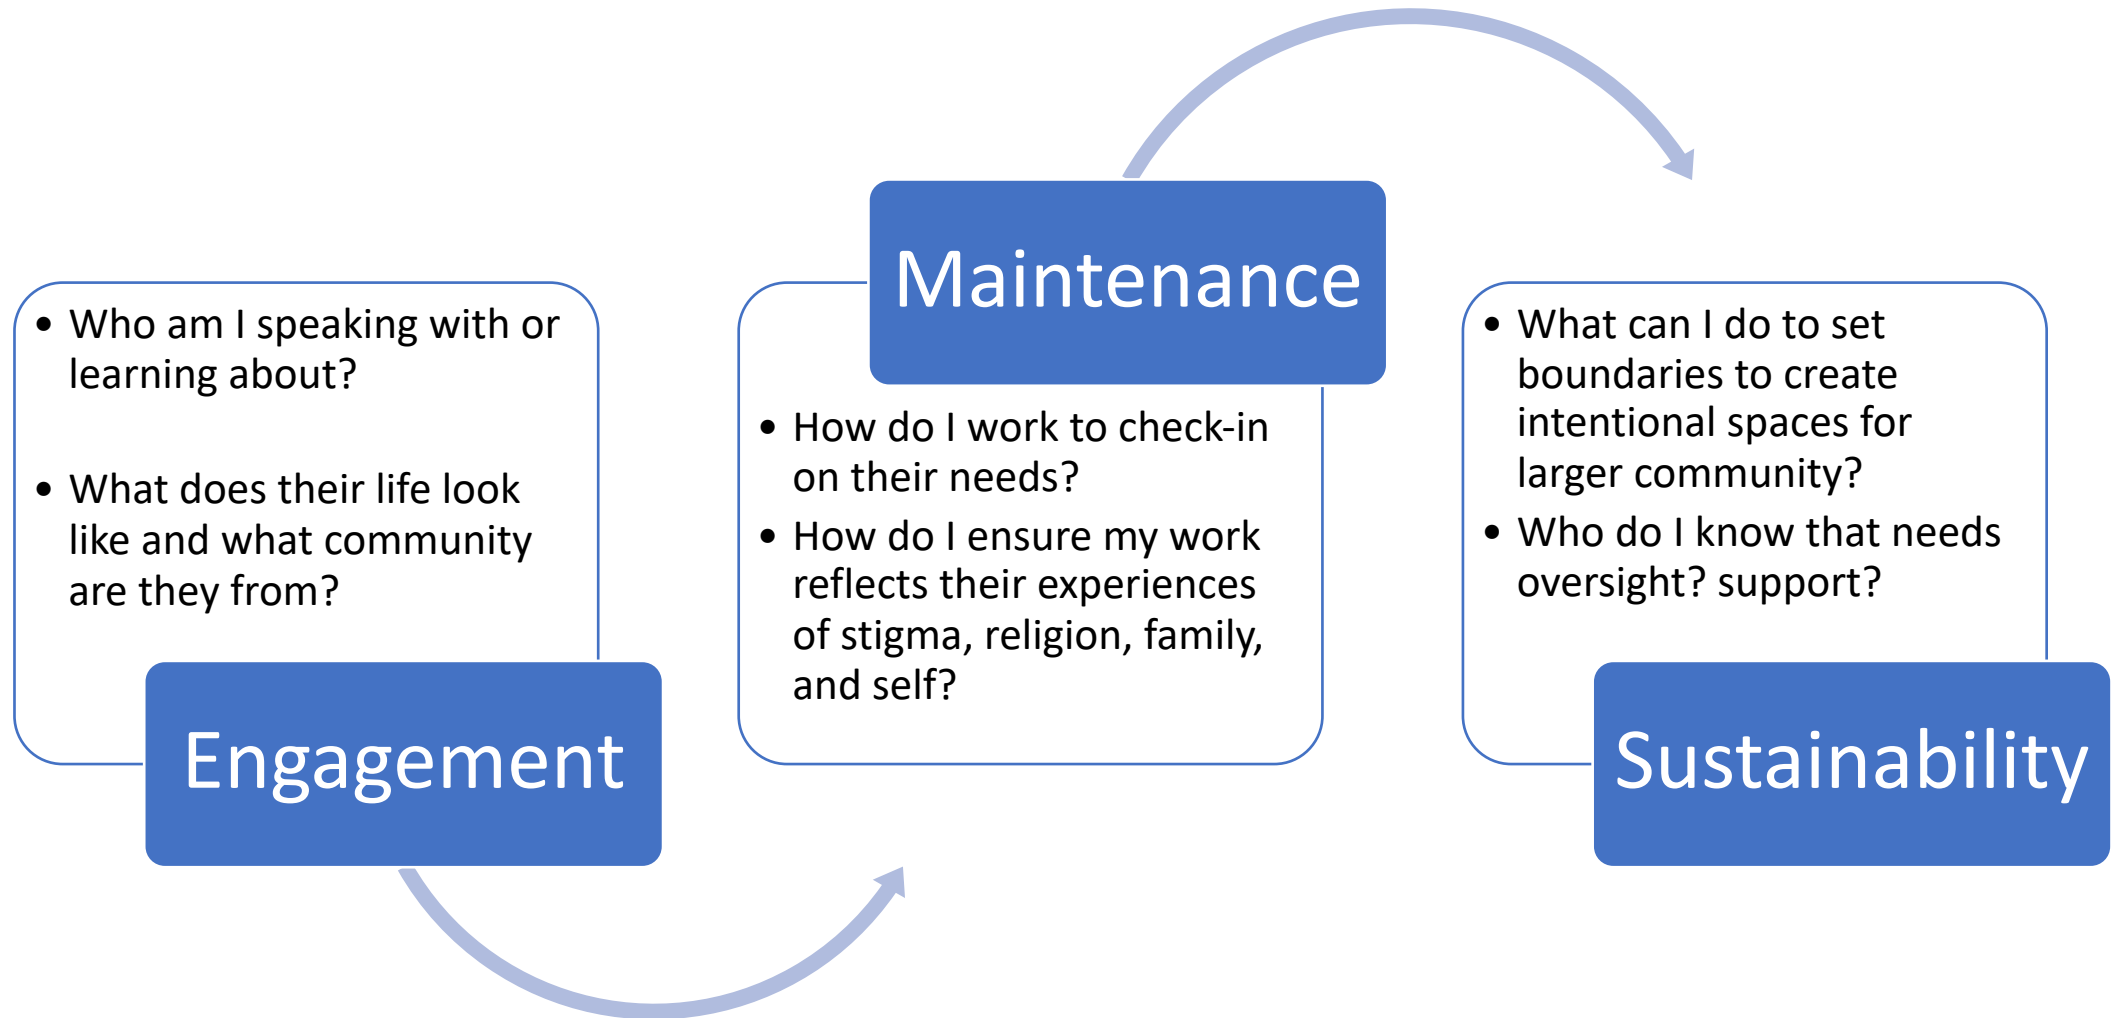 • Who am I speaking with or
learning about?
• What does their life look
like and what community
are they from?
Engagement
Maintenance
• How do I work to check-in
on their needs?
• How do I ensure my work
reflects their experiences
of stigma, religion, family,
and self?
• What can I do to set
boundaries to create
intentional spaces for
larger community?
• Who do I know that needs
oversight? support?
Sustainability